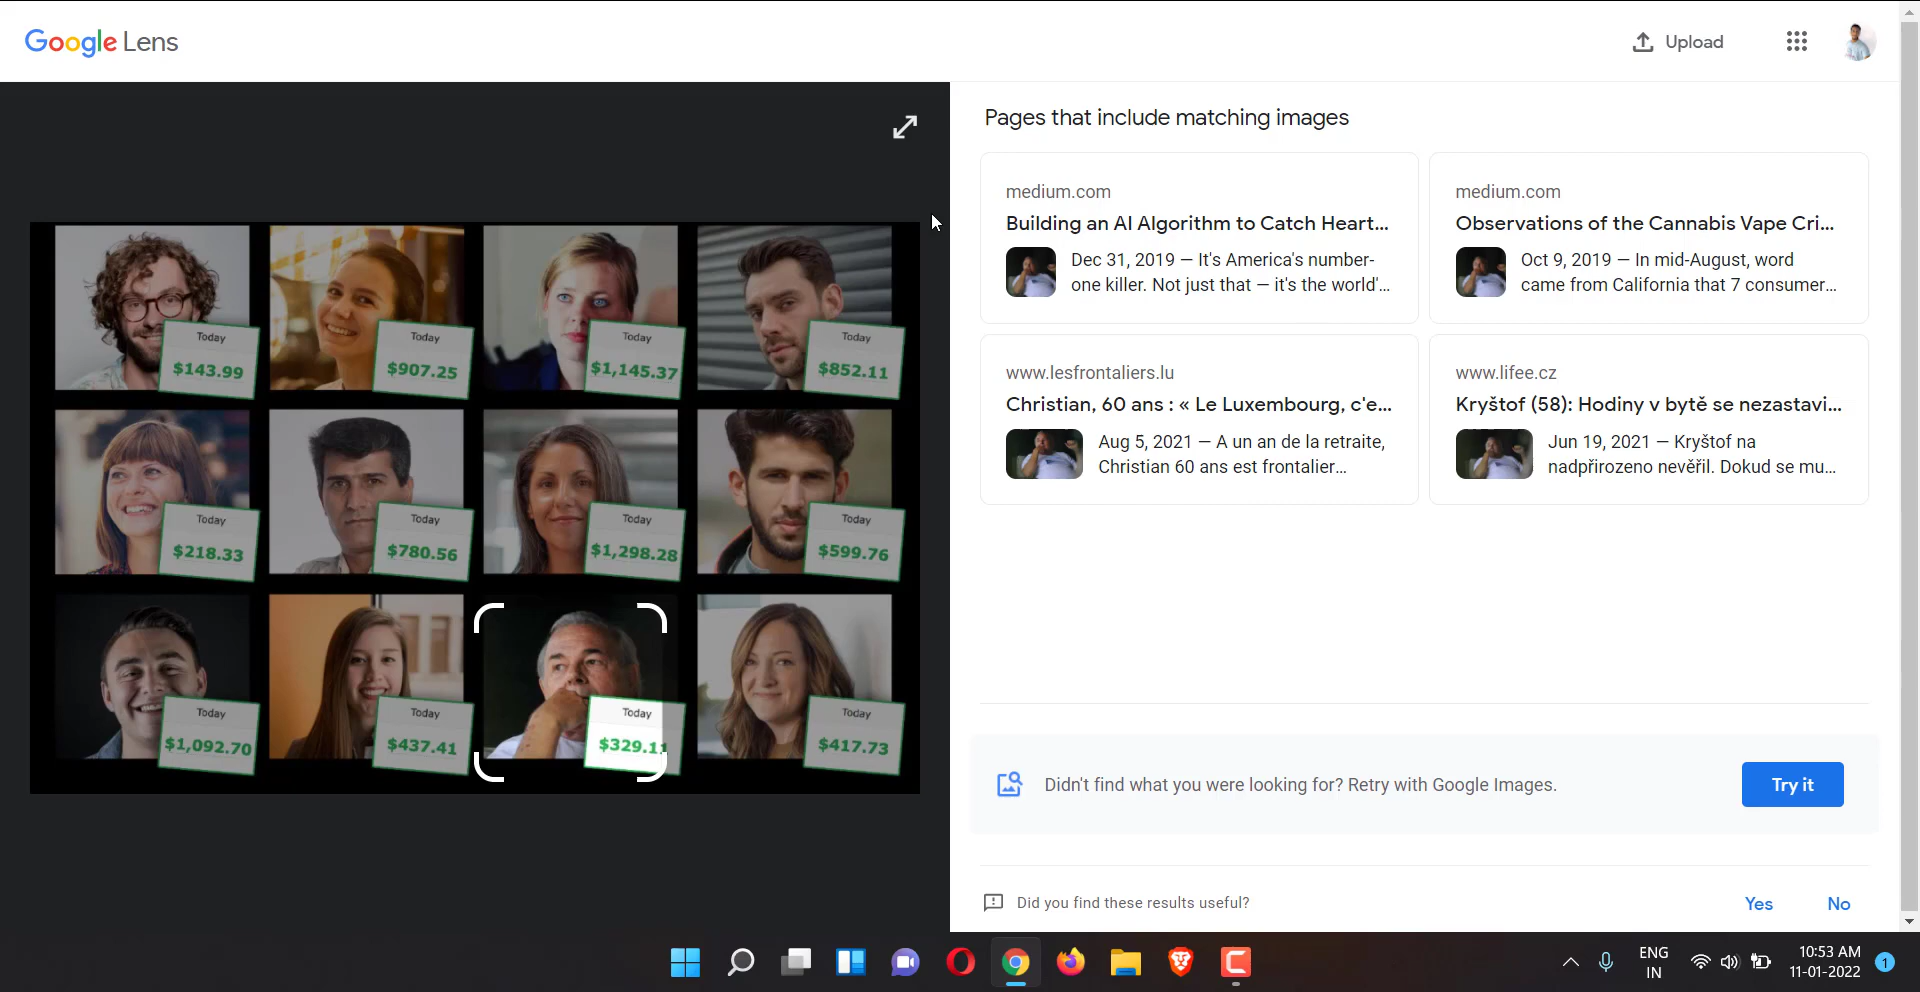 Google Lens
Upload
Today
$143.99
Today
$907.25
Today
$1,145.37
Today
$852.11
Today
$218.33
Today
$780.56
Today
$1,298.28
Today
$599.76
Today
$1,092.70
Today
$437.41
Today
$329.11
Today
$417.73
Pages that include matching images
medium.com
Building an AI Algorithm to Catch Heart...
Dec 31, 2019 — It's America's number-
one killer. Not just that — it's the world'...
medium.com
Observations of the Cannabis Vape Cri...
Oct 9, 2019 — In mid-August, word
came from California that 7 consumer...
www.lesfrontaliers.lu
Christian, 60 ans : « Le Luxembourg, c'e...
Aug 5, 2021 — A un an de la retraite,
Christian 60 ans est frontalier...
www.lifee.cz
Kryštof (58): Hodiny v bytě se nezastavi...
Jun 19, 2021 — Kryštof na
nadpřirozeno nevěřil. Dokud se mu...
Didn't find what you were looking for? Retry with Google Images.
Try it
Did you find these results useful?
Yes
No
ENG
IN
10:53 AM
11-01-2022
1